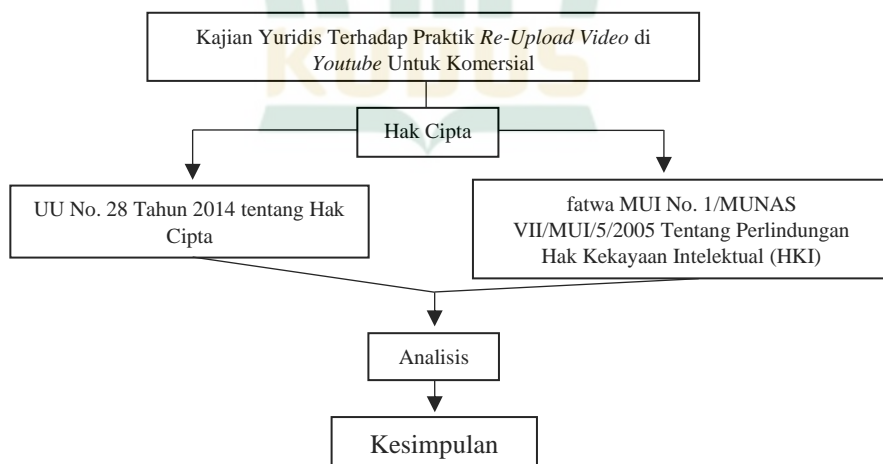 Kajian Yuridis Terhadap Praktik Re-Upload Video di
Youtube Untuk Komersial
KUDUS
Hak Cipta
UU No. 28 Tahun 2014 tentang Hak
Cipta
fatwa MUI No. 1/MUNAS
VII/MUI/5/2005 Tentang Perlindungan
Hak Kekayaan Intelektual (HKI)
Analisis
Kesimpulan